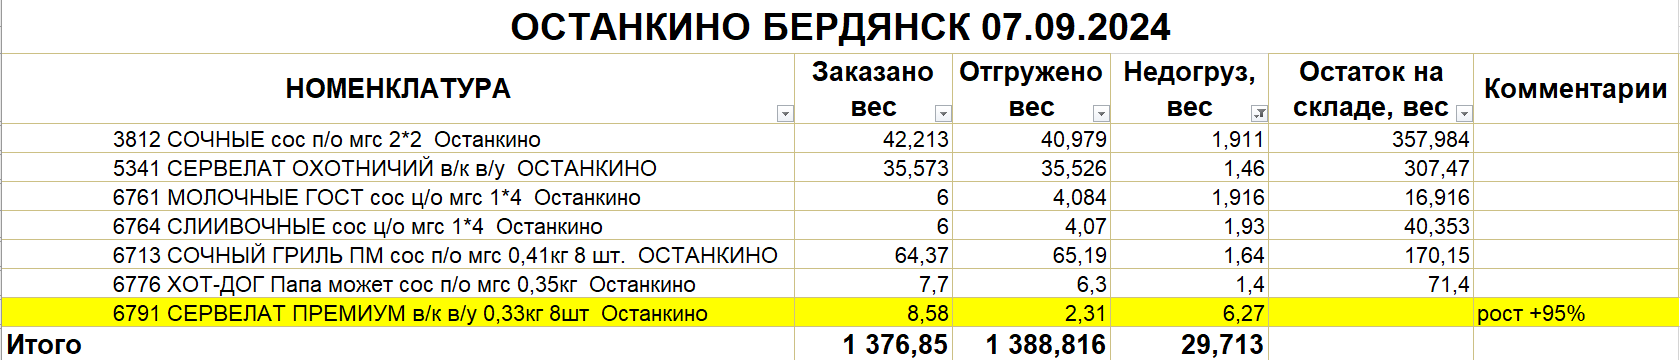 ОСТАНКИНО БЕРДЯНСК 07.09.2024
НОМЕНКЛАТУРА Заказано вес Отгружено вес Недогруз, вес Остаток на складе, вес Комментарии
3812 СОЧНЫЕ сос п/о мгс 2*2 Останкино 42,213 40,979 1,911 357,984
5341 СЕРВЕЛАТ ОХОТНИЧИЙ в/к в/у ОСТАНКИНО 35,573 35,526 1,46 307,47
6761 МОЛОЧНЫЕ ГОСТ сос ц/о мгс 1*4 Останкино 6 4,084 1,916 16,916
6764 СЛИИВОЧНЫЕ сос ц/о мгс 1*4 Останкино 6 4,07 1,93 40,353
6713 СОЧНЫЙ ГРИЛЬ ПМ сос п/о мгс 0,41кг 8 шт. ОСТАНКИНО 64,37 65,19 1,64 170,15
6776 ХОТ-ДОГ Папа может сос п/о мгс 0,35кг Останкино 7,7 6,3 1,4 71,4
6791 СЕРВЕЛАТ ПРЕМИУМ в/к в/у 0,33кг 8шт Останкино 8,58 2,31 6,27 рост +95%
Итого 1 376,85 1 388,816 29,713